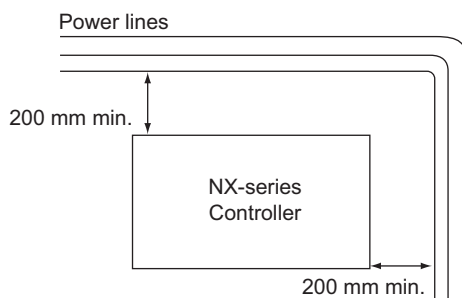 Power lines
200 mm min.
NX-series
Controller
200 mm min.